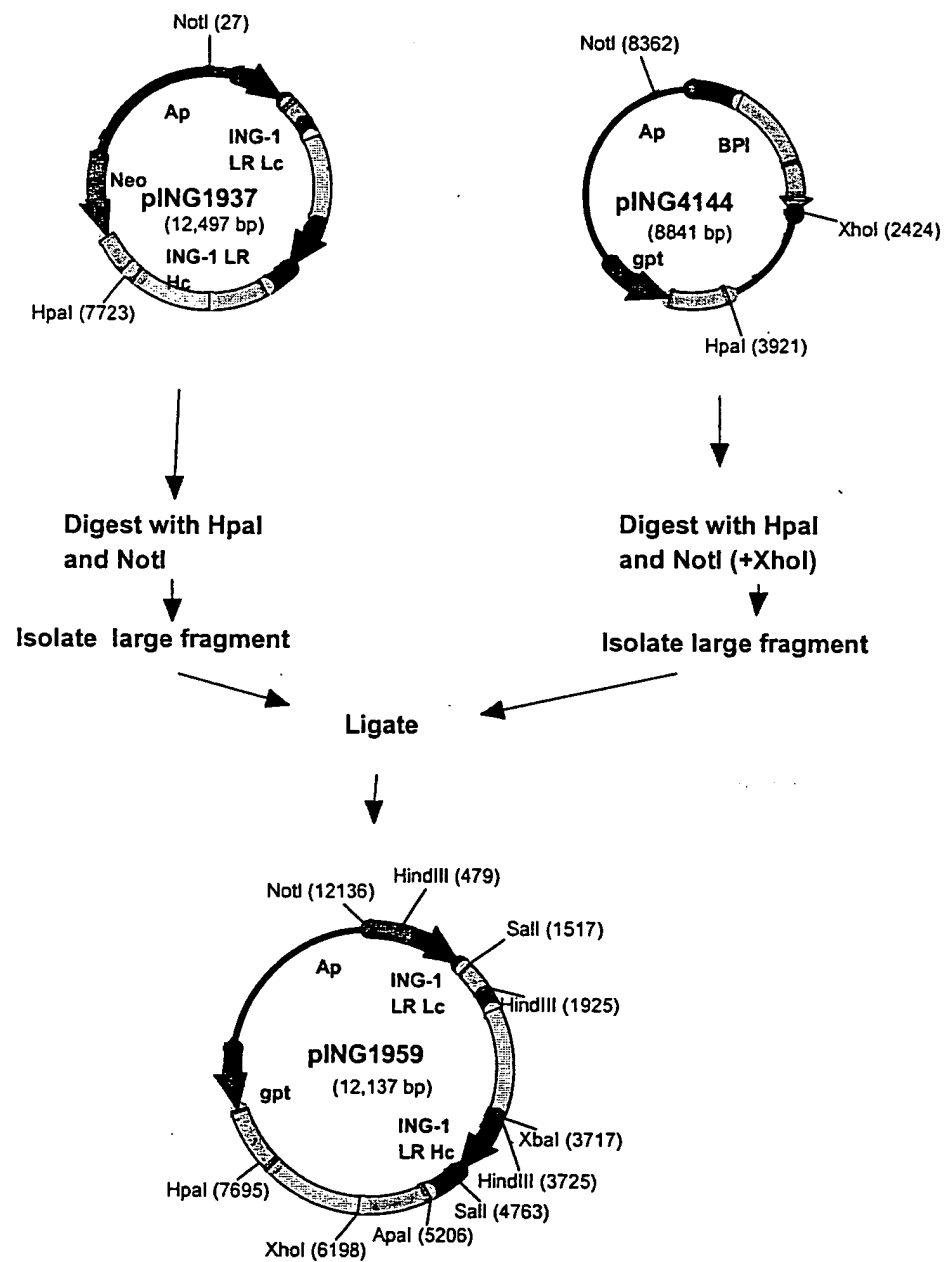 NotI (27)
Ap
ING-1
LR Lc
Neo
pING1937
(12,497 bp)
ING-1 LR
Hc
HpaI (7723)
NotI (8362)
Ap
BPI
pING4144
(8841 bp)
XhoI (2424)
gpt
HpaI (3921)
Digest with HpaI
and NotI
Digest with HpaI
and NotI (+XhoI)
Isolate large fragment
Isolate large fragment
Ligate
NotI (12136)
HindIII (479)
SalI (1517)
Ap
ING-1
LR Lc
HindIII (1925)
pING1959
(12,137 bp)
gpt
ING-1
LR Hc
XbaI (3717)
HindIII (3725)
HpaI (7695)
SalI (4763)
ApaI (5206)
XhoI (6198)